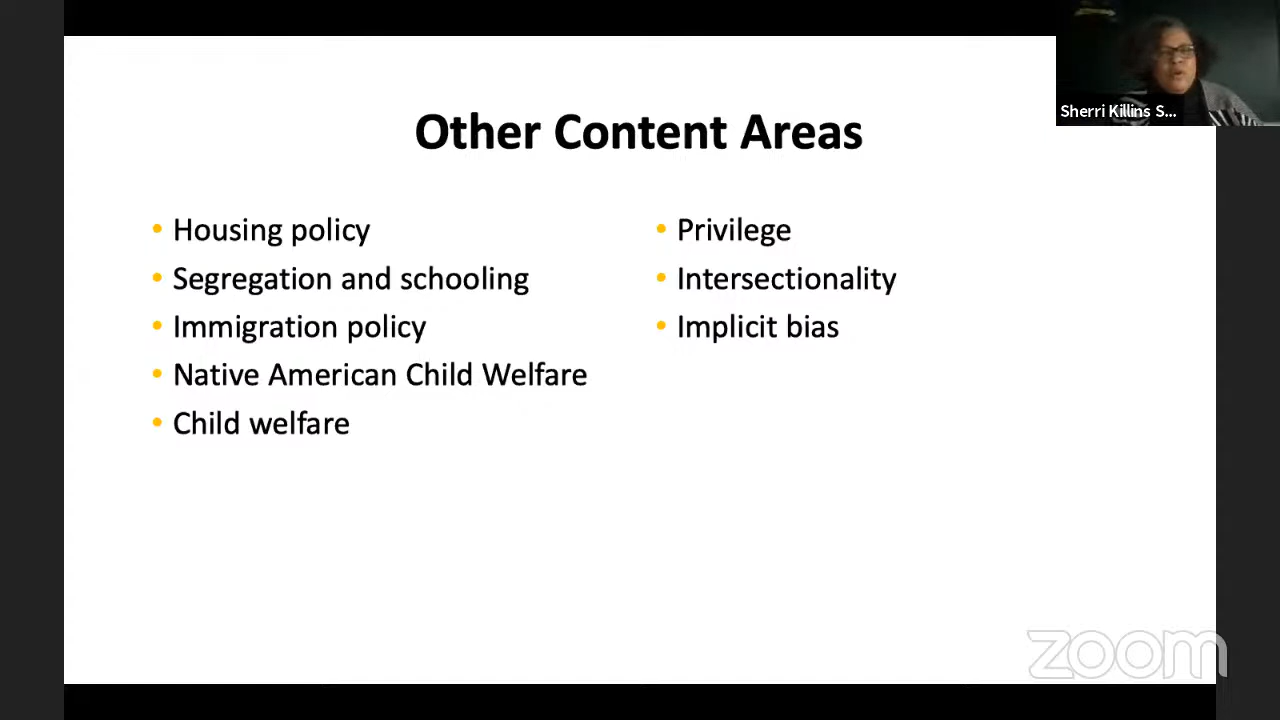 Sherri Killins S...
Other Content Areas
• Housing policy
• Segregation and schooling
• Immigration policy
• Native American Child Welfare
• Child welfare
• Privilege
• Intersectionality
• Implicit bias
zoom